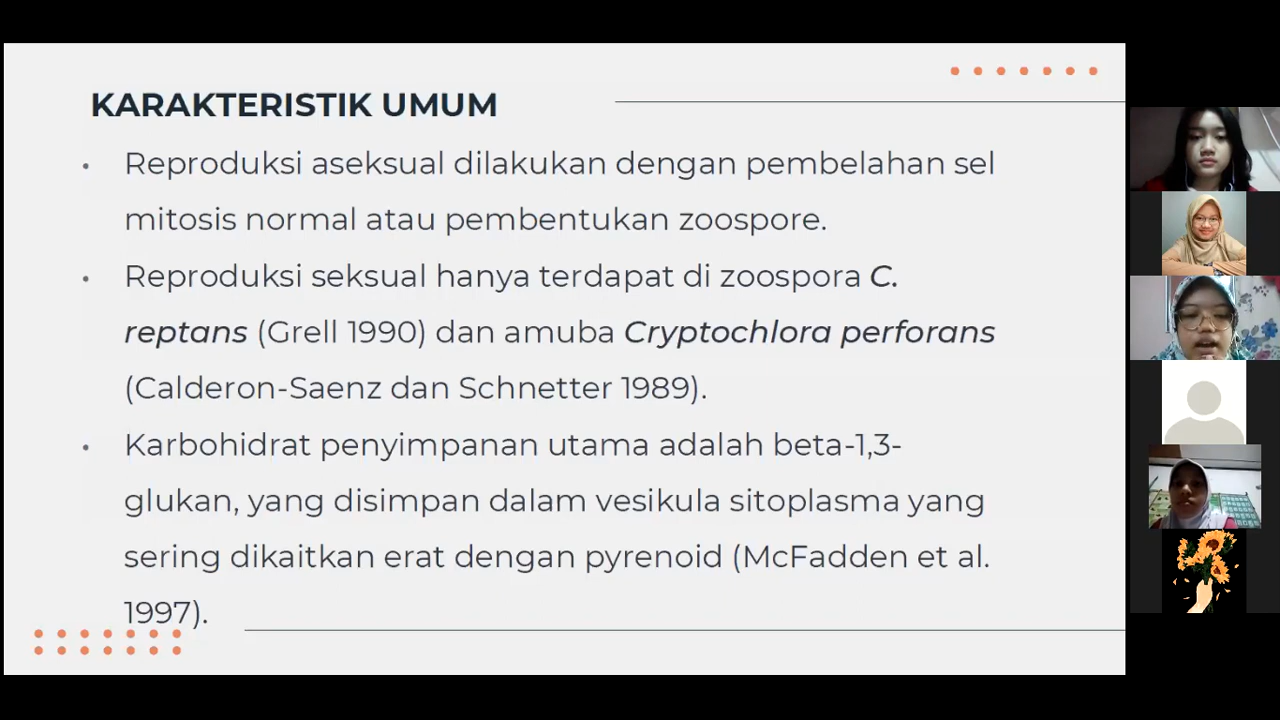 KARAKTERISTIK UMUM
• Reproduksi aseksual dilakukan dengan pembelahan sel
mitosis normal atau pembentukan zoospore.
• Reproduksi seksual hanya terdapat di zoospora C.
reptans (Grell 1990) dan amuba Cryptochlora perforans
(Calderon-Saenz dan Schnetter 1989).
• Karbohidrat penyimpanan utama adalah beta-1,3-
glukan, yang disimpan dalam vesikula sitoplasma yang
sering dikaitkan erat dengan pyrenoid (McFadden et al.
1997).